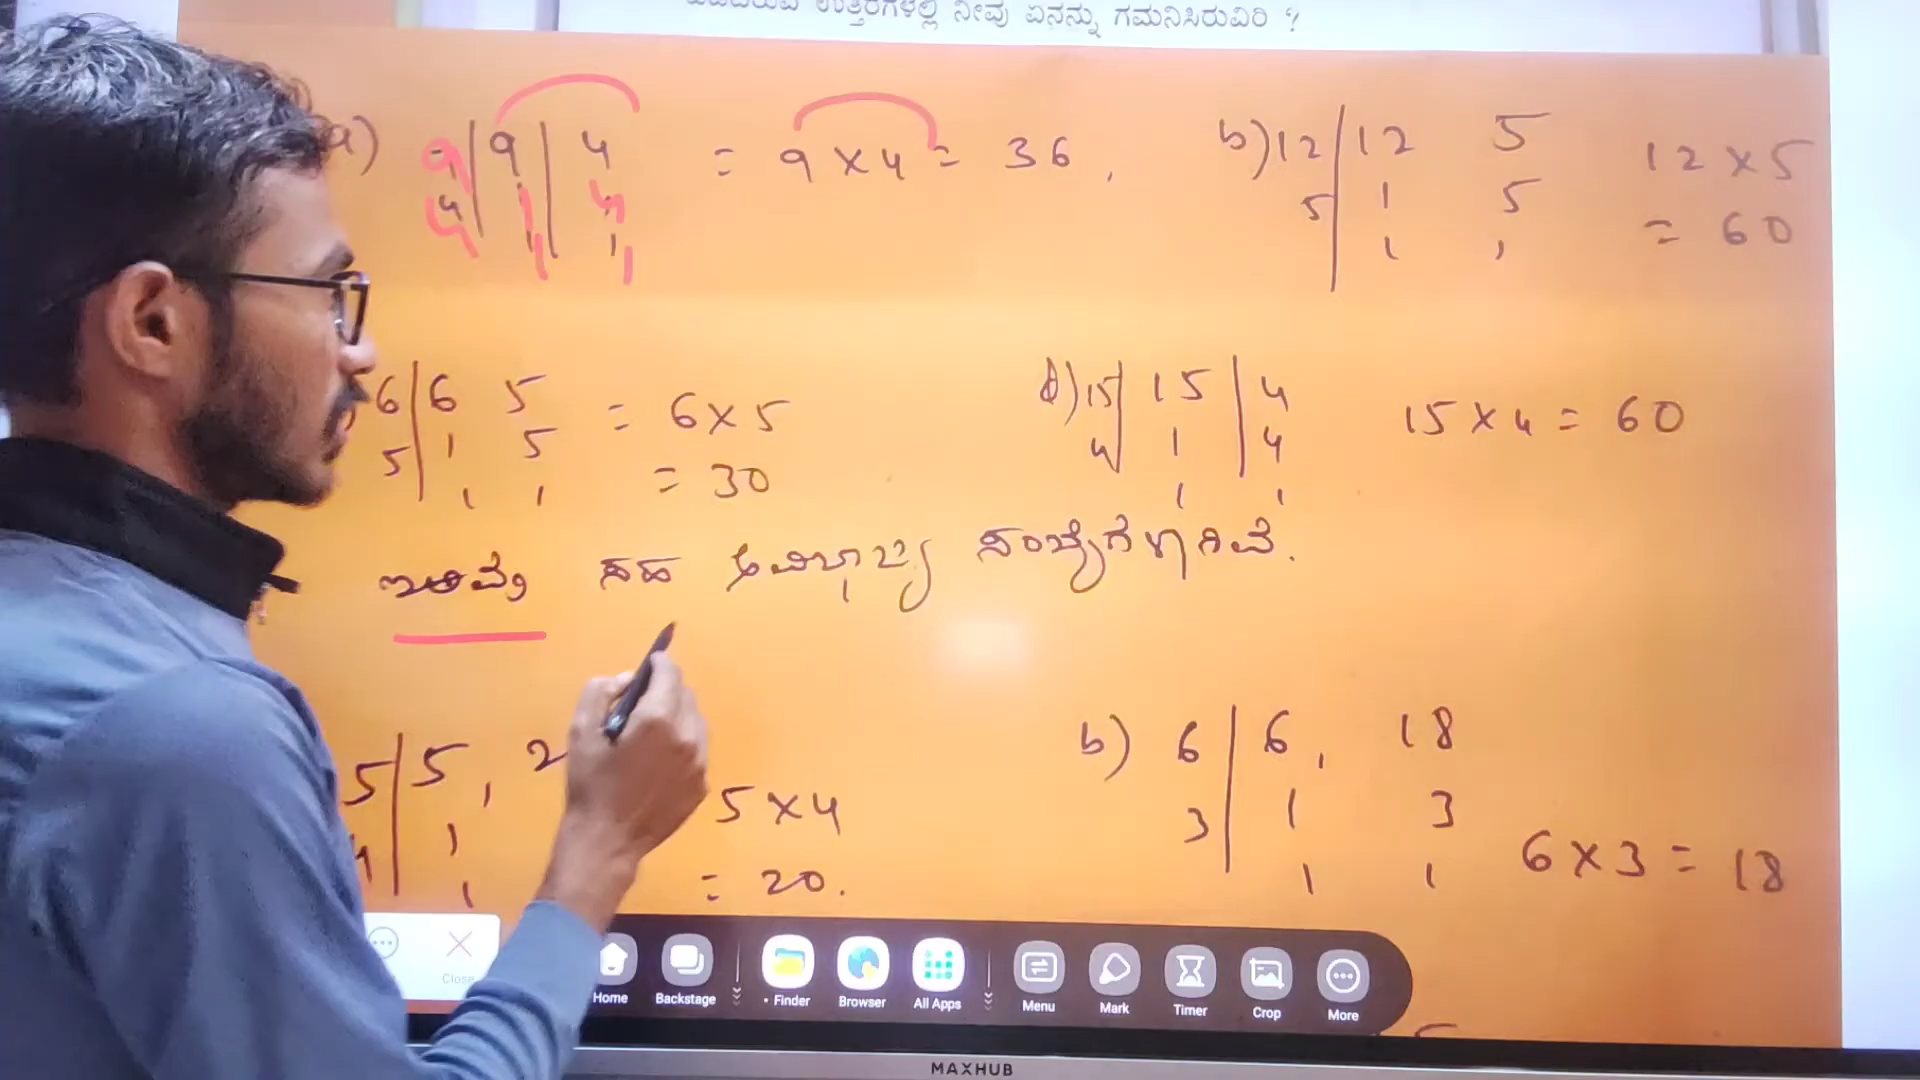 ಉತ್ತರಗಳಲ್ಲಿ ನೀವು ಏನನ್ನು ಗಮನಿಸಿರುವಿರಿ ?
a) 9 | 9 | 4 = 9 x 4 = 36 ,
4 1 4
1 1
b) 12 | 12 5 12 x 5
5 | 1 5 = 60
1 1
6 | 6 5 = 6 x 5
5 | 1 5 = 30
1 1
d) 15 | 15 | 4 15 x 4 = 60
4 | 1 | 4
1 1
ಸಹ ಅವಿಭಾಜ್ಯ ಸಂಖ್ಯೆಗಳಾಗಿವೆ.
5 | 5 , 2
1 5 x 4
1 = 20.
b) 6 | 6 , 18
3 | 1 3
1 1 6 x 3 = 18
Close
Home Backstage Finder Browser All Apps Menu Mark Timer Crop More
MAXHUB